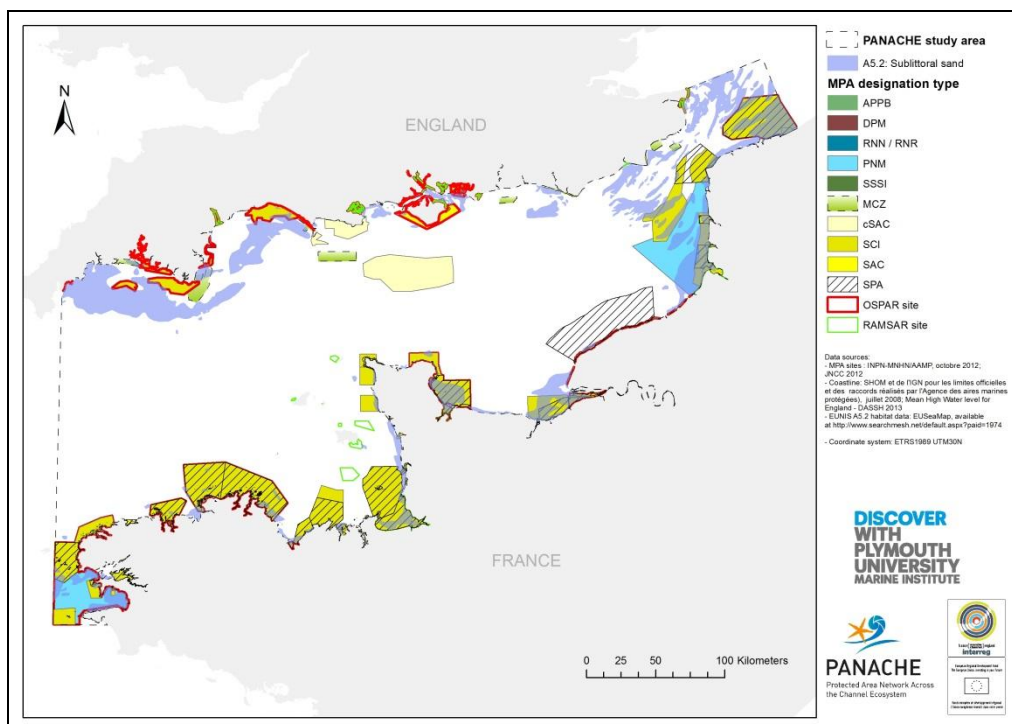 N
ENGLAND
FRANCE
0 25 50 100 Kilometers
PANACHE study area
A5.2: Sublittoral sand
MPA designation type
APPB
DPM
RNN / RNR
PNM
SSSI
MCZ
cSAC
SCI
SAC
SPA
OSPAR site
RAMSAR site
Data sources:
- MPA sites : INPN-MNHN/AAMP, octobre 2012;
JNCC 2012
- Coastline: SHOM et de l'IGN pour les limites officielles
et des raccords réalisés par l'Agence des aires marines
protégées), juillet 2008; Mean High Water level for
England - DASSH 2013
- EUNIS A5.2 habitat data: EUSeaMap, available
at http://www.searchmesh.net/default.aspx?paid=1974
- Coordinate system: ETRS1989 UTM30N
DISCOVER
WITH
PLYMOUTH
UNIVERSITY
MARINE INSTITUTE
PANACHE
Protected Area Network Across
the Channel Ecosystem
Interreg